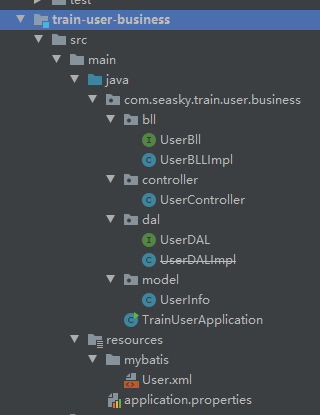 test
train-user-business
src
main
java
com.seasky.train.user.business
bll
UserBll
UserBLLImpl
controller
UserController
dal
UserDAL
UserDALImpl
model
UserInfo
TrainUserApplication
resources
mybatis
User.xml
application.properties